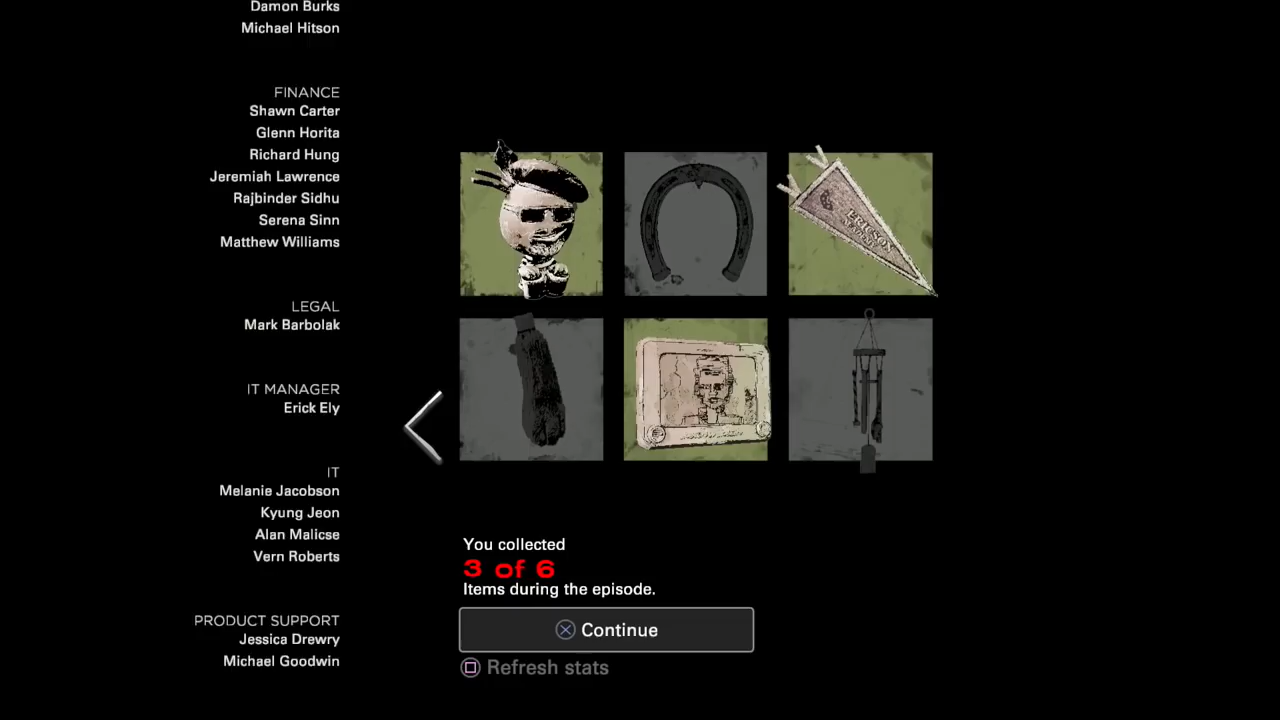 Damon Burks
Michael Hitson
FINANCE
Shawn Carter
Glenn Horita
Richard Hung
Jeremiah Lawrence
Rajbinder Sidhu
Serena Sinn
Matthew Williams
LEGAL
Mark Barbolak
IT MANAGER
Erick Ely
IT
Melanie Jacobson
Kyung Jeon
Alan Malicse
Vern Roberts
PRODUCT SUPPORT
Jessica Drewry
Michael Goodwin
ERICSON
You collected
3 of 6
Items during the episode.
Continue
Refresh stats